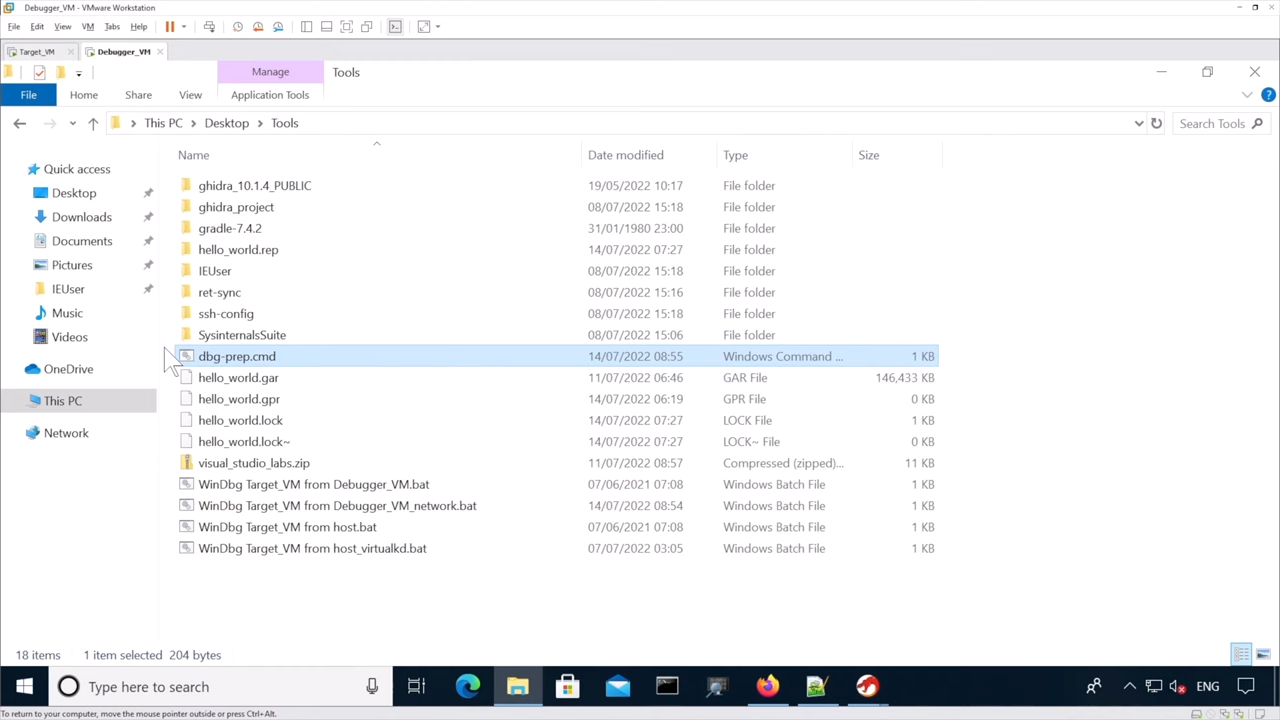 Debugger_VM - VMware Workstation
File Edit View VM Tabs Help
Target_VM Debugger_VM
Manage Tools
File Home Share View Application Tools
This PC Desktop Tools Search Tools
Name Date modified Type Size
Quick access
Desktop
Downloads
Documents
Pictures
IEUser
Music
Videos
OneDrive
This PC
Network
ghidra_10.1.4_PUBLIC 19/05/2022 10:17 File folder
ghidra_project 08/07/2022 15:18 File folder
gradle-7.4.2 31/01/1980 23:00 File folder
hello_world.rep 14/07/2022 07:27 File folder
IEUser 08/07/2022 15:18 File folder
ret-sync 08/07/2022 15:16 File folder
ssh-config 08/07/2022 15:18 File folder
SysinternalsSuite 08/07/2022 15:06 File folder
dbg-prep.cmd 14/07/2022 08:55 Windows Command ... 1 KB
hello_world.gar 11/07/2022 06:46 GAR File 146,433 KB
hello_world.gpr 14/07/2022 06:19 GPR File 0 KB
hello_world.lock 14/07/2022 07:27 LOCK File 1 KB
hello_world.lock~ 14/07/2022 07:27 LOCK~ File 0 KB
visual_studio_labs.zip 11/07/2022 08:57 Compressed (zipped)... 11 KB
WinDbg Target_VM from Debugger_VM.bat 07/06/2021 07:08 Windows Batch File 1 KB
WinDbg Target_VM from Debugger_VM_network.bat 14/07/2022 08:54 Windows Batch File 1 KB
WinDbg Target_VM from host.bat 07/06/2021 07:08 Windows Batch File 1 KB
WinDbg Target_VM from host_virtualkd.bat 07/07/2022 03:05 Windows Batch File 1 KB
18 items 1 item selected 204 bytes
Type here to search ENG
To return to your computer, move the mouse pointer outside or press Ctrl+Alt.